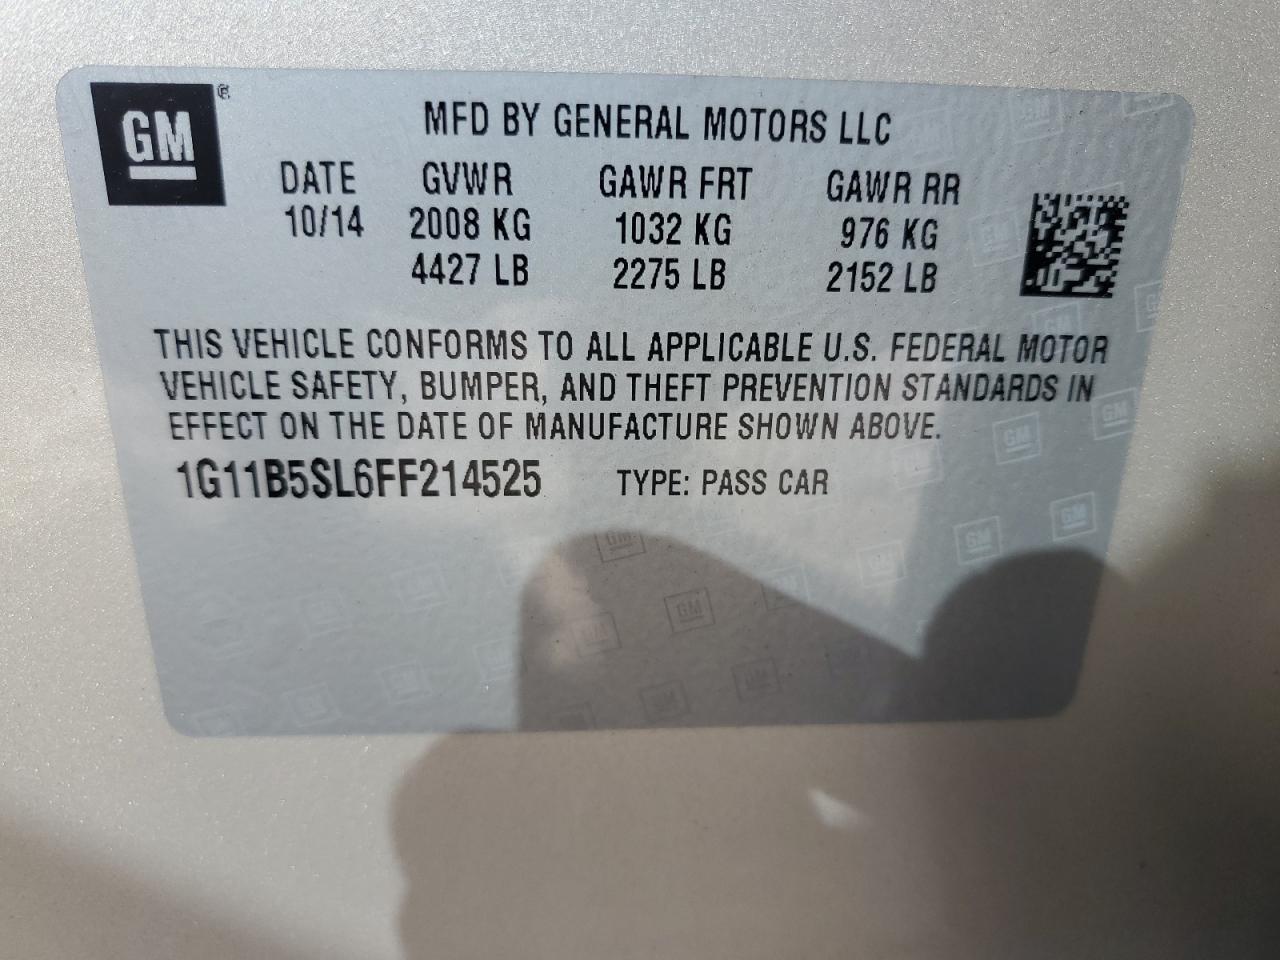 GM®
MFD BY GENERAL MOTORS LLC
DATE GVWR GAWR FRT GAWR RR
10/14 2008 KG 1032 KG 976 KG
4427 LB 2275 LB 2152 LB
THIS VEHICLE CONFORMS TO ALL APPLICABLE U.S. FEDERAL MOTOR
VEHICLE SAFETY, BUMPER, AND THEFT PREVENTION STANDARDS IN
EFFECT ON THE DATE OF MANUFACTURE SHOWN ABOVE.
1G11B5SL6FF214525 TYPE: PASS CAR